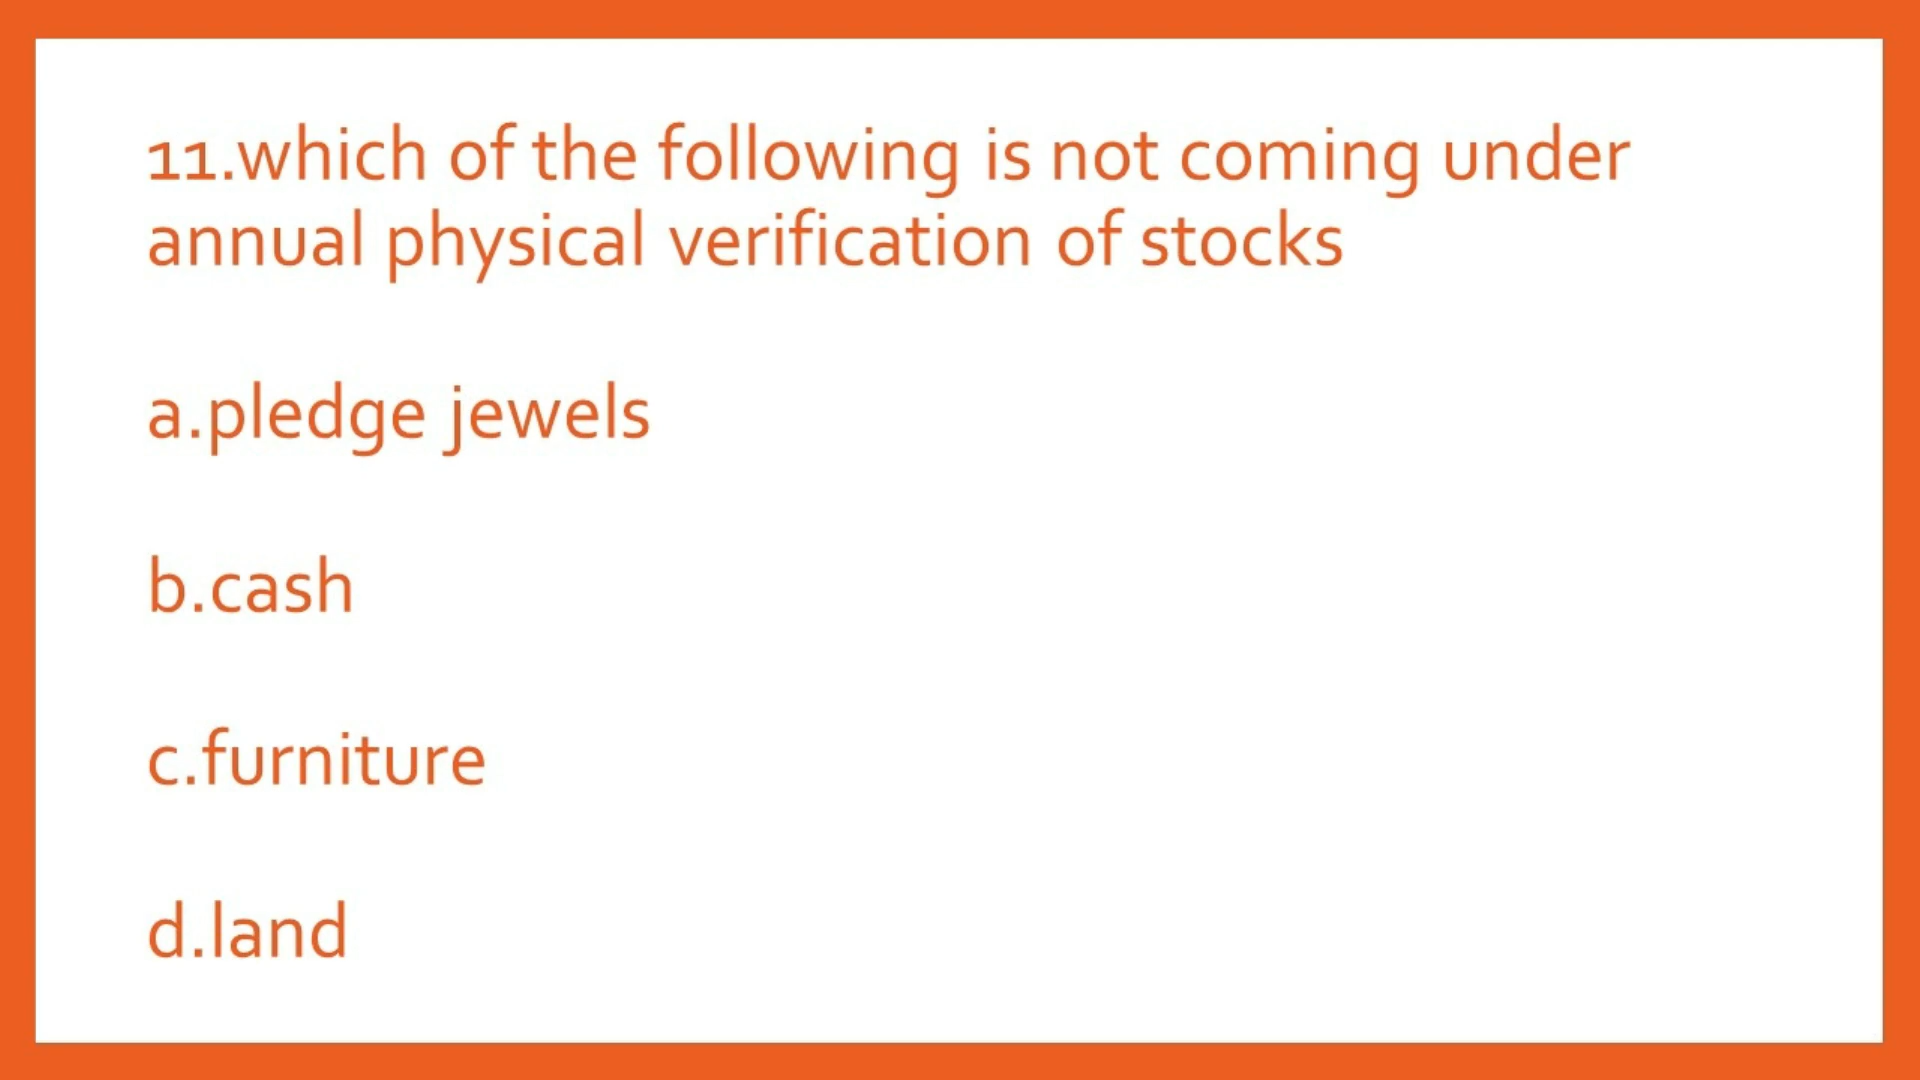 11.which of the following is not coming under
annual physical verification of stocks
a.pledge jewels
b.cash
c.furniture
d.land